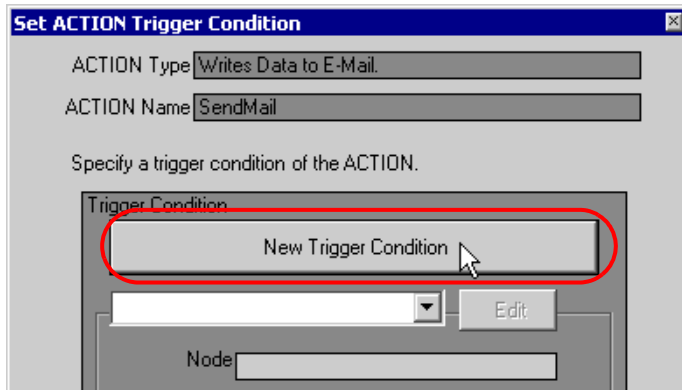 Set ACTION Trigger Condition
ACTION Type Writes Data to E-Mail.
ACTION Name SendMail
Specify a trigger condition of the ACTION.
Trigger Condition
New Trigger Condition
Edit
Node